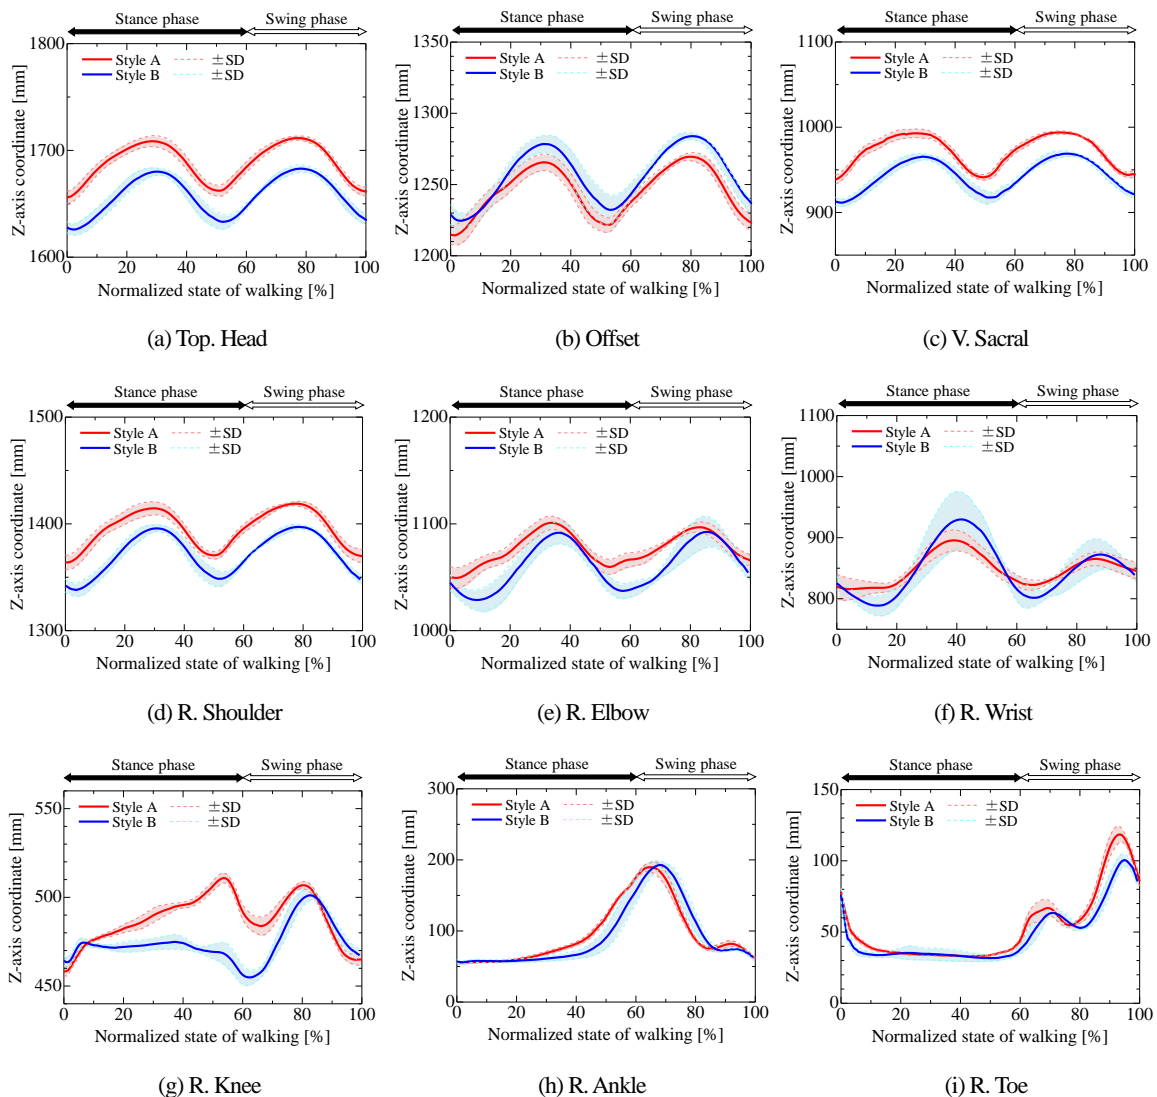 Stance phase Swing phase
1800
Style A ±SD
Style B ±SD
1700
1600
0 20 40 60 80 100
Z-axis coordinate [mm]
Normalized state of walking [%]
(a) Top. Head
Stance phase Swing phase
1350
Style A ±SD
Style B ±SD
1300
1250
1200
0 20 40 60 80 100
Z-axis coordinate [mm]
Normalized state of walking [%]
(b) Offset
Stance phase Swing phase
1100
Style A ±SD
Style B ±SD
1000
900
0 20 40 60 80 100
Z-axis coordinate [mm]
Normalized state of walking [%]
(c) V. Sacral
Stance phase Swing phase
1500
Style A ±SD
Style B ±SD
1400
1300
0 20 40 60 80 100
Z-axis coordinate [mm]
Normalized state of walking [%]
(d) R. Shoulder
Stance phase Swing phase
1200
Style A ±SD
Style B ±SD
1100
1000
0 20 40 60 80 100
Z-axis coordinate [mm]
Normalized state of walking [%]
(e) R. Elbow
Stance phase Swing phase
1100
Style A ±SD
Style B ±SD
1000
900
800
0 20 40 60 80 100
Z-axis coordinate [mm]
Normalized state of walking [%]
(f) R. Wrist
Stance phase Swing phase
550
Style A ±SD
Style B ±SD
500
450
0 20 40 60 80 100
Z-axis coordinate [mm]
Normalized state of walking [%]
(g) R. Knee
Stance phase Swing phase
300
Style A ±SD
Style B ±SD
200
100
0
0 20 40 60 80 100
Z-axis coordinate [mm]
Normalized state of walking [%]
(h) R. Ankle
Stance phase Swing phase
150
Style A ±SD
Style B ±SD
100
50
0
0 20 40 60 80 100
Z-axis coordinate [mm]
Normalized state of walking [%]
(i) R. Toe